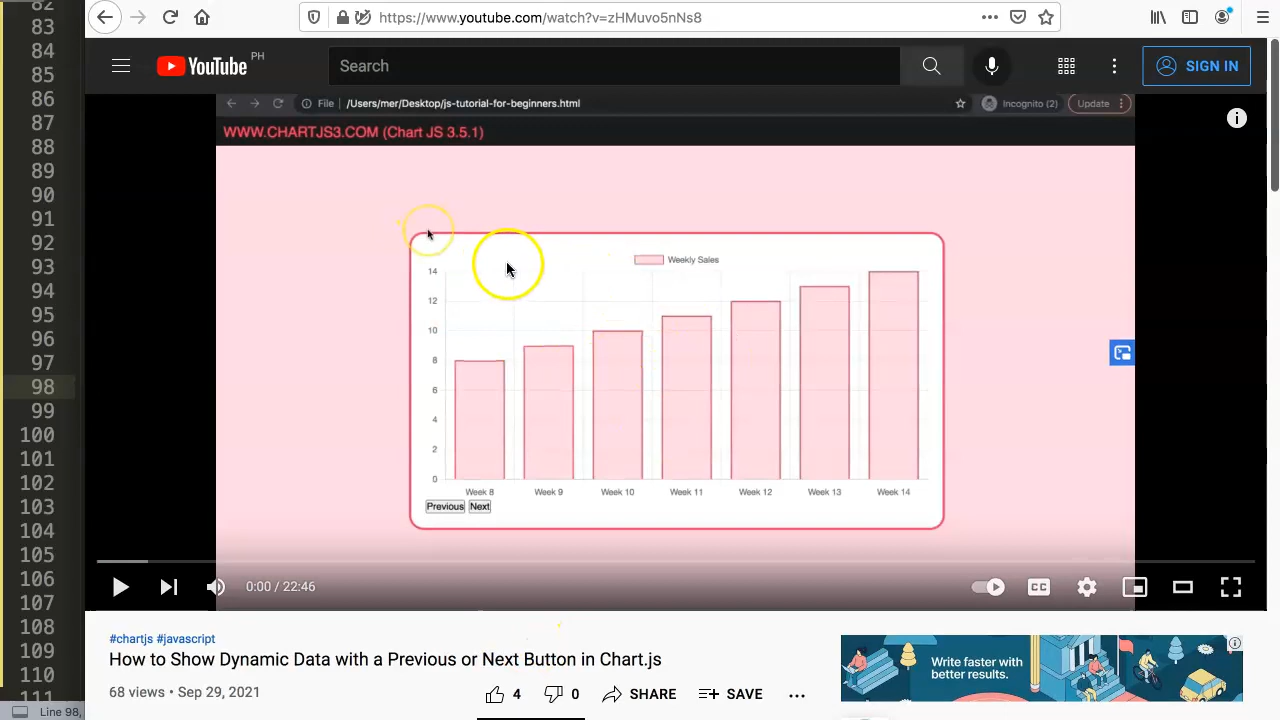 82
83
84
85
86
87
88
89
90
91
92
93
94
95
96
97
98
99
100
101
102
103
104
105
106
107
108
109
110
111
Line 98,
https://www.youtube.com/watch?v=zHMuvo5nNs8
YouTube PH
Search
SIGN IN
File /Users/mer/Desktop/js-tutorial-for-beginners.html
Incognito (2)
Update
WWW.CHARTJS3.COM (Chart JS 3.5.1)
Weekly Sales
14
12
10
8
6
4
2
0
Week 8 Week 9 Week 10 Week 11 Week 12 Week 13 Week 14
Previous Next
0:00 / 22:46
CC
#chartjs #javascript
How to Show Dynamic Data with a Previous or Next Button in Chart.js
68 views • Sep 29, 2021
4 0 SHARE SAVE
Write faster with
better results.